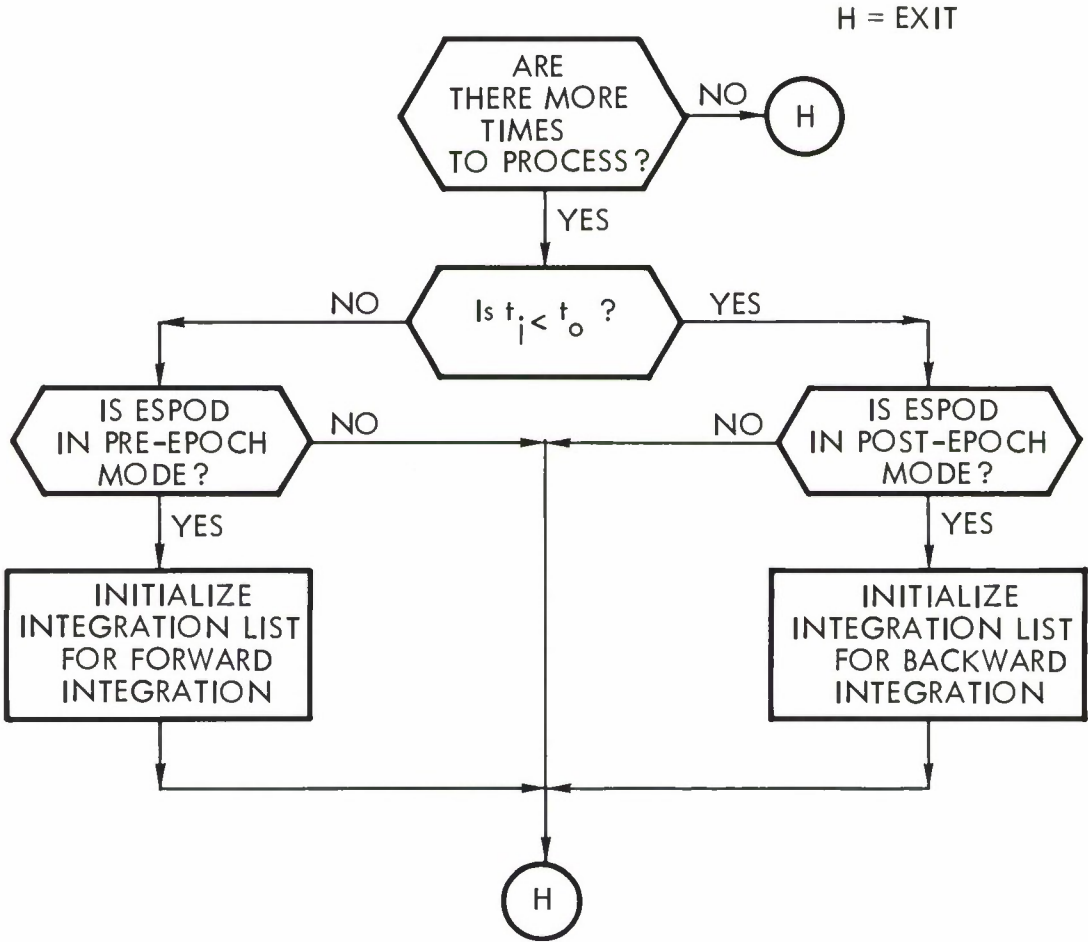 H = EXIT
ARE
THERE MORE
TIMES
TO PROCESS?
NO
H
YES
NO
Is t_j < t_o ?
YES
IS ESPOD
IN PRE-EPOCH
MODE?
NO
NO
IS ESPOD
IN POST-EPOCH
MODE?
YES
YES
INITIALIZE
INTEGRATION LIST
FOR FORWARD
INTEGRATION
INITIALIZE
INTEGRATION LIST
FOR BACKWARD
INTEGRATION
H